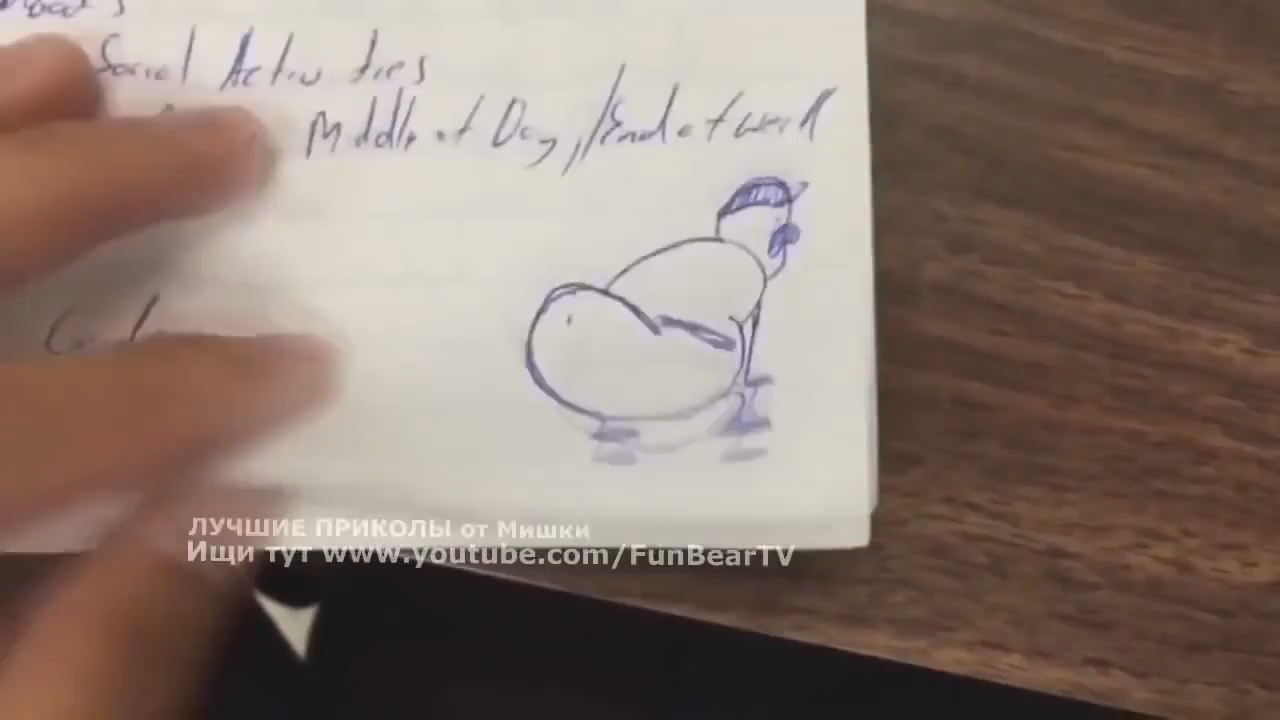 Social Activities
Middle of Day, / End of week
ЛУЧШИЕ ПРИКОЛЫ от Мишки
Ищи тут www.youtube.com/FunBearTV